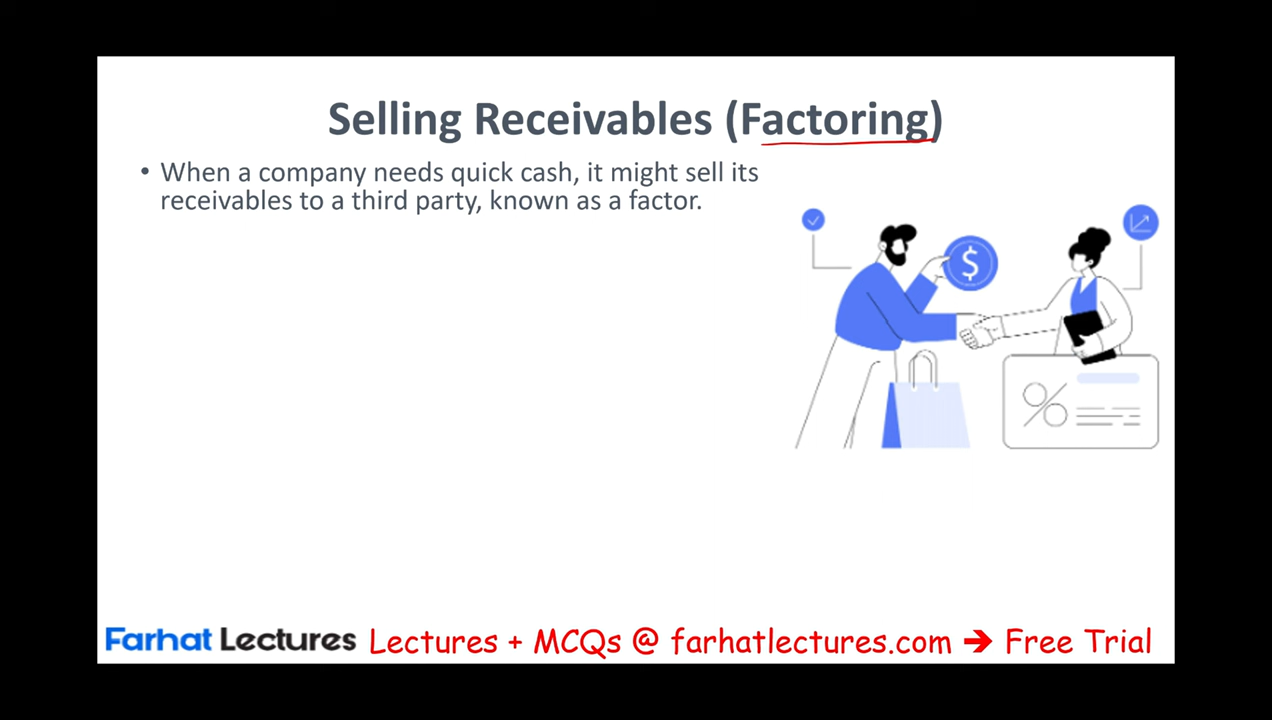 Selling Receivables (Factoring)
• When a company needs quick cash, it might sell its
receivables to a third party, known as a factor.
$
%
Farhat Lectures Lectures + MCQs @ farhatlectures.com ➔ Free Trial